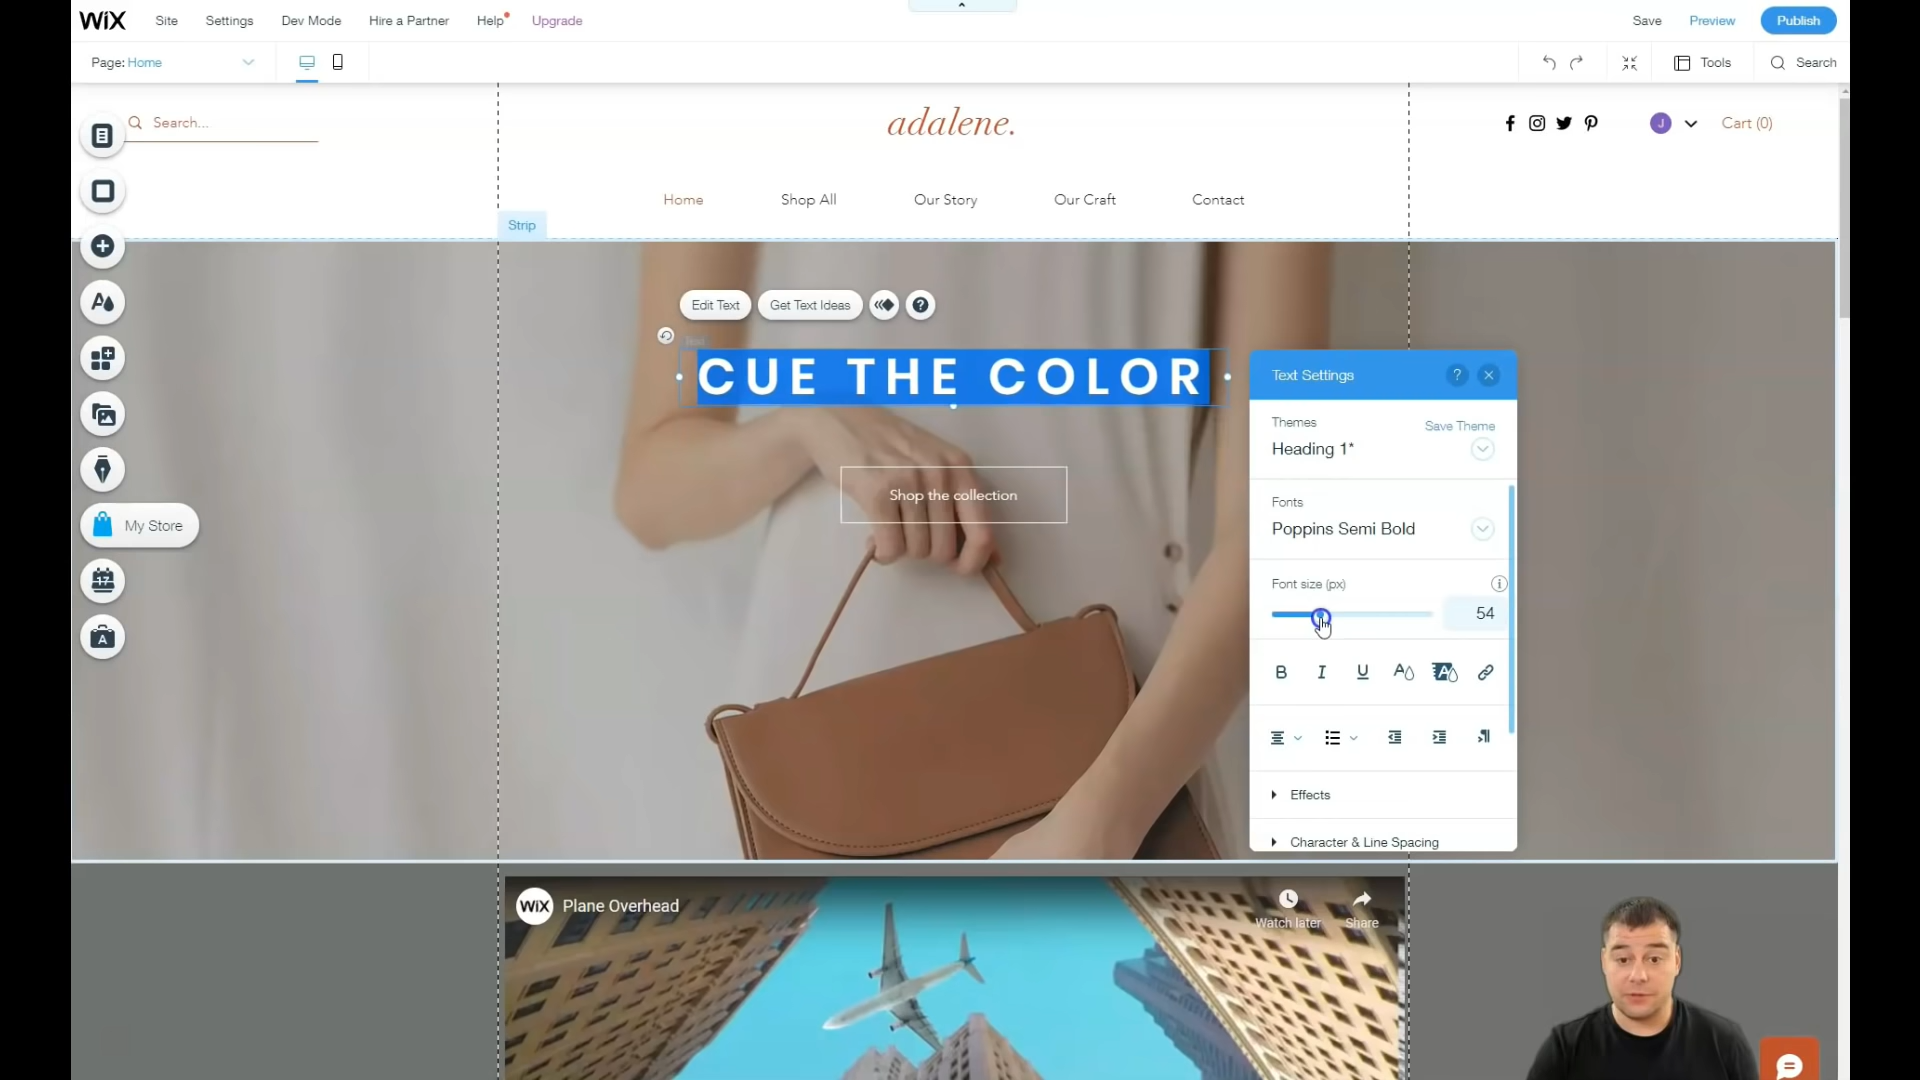 WiX Site Settings Dev Mode Hire a Partner Help Upgrade Save Preview Publish
Page: Home Tools Search
Search... adalene. J Cart (0)
Home Shop All Our Story Our Craft Contact
Strip
Edit Text Get Text Ideas
Text
CUE THE COLOR
Shop the collection
My Store
17
A
Text Settings ?
Themes Save Theme
Heading 1*
Fonts
Poppins Semi Bold
Font size (px)
54
B I U A A
Effects
Character & Line Spacing
WiX Plane Overhead
Watch later Share